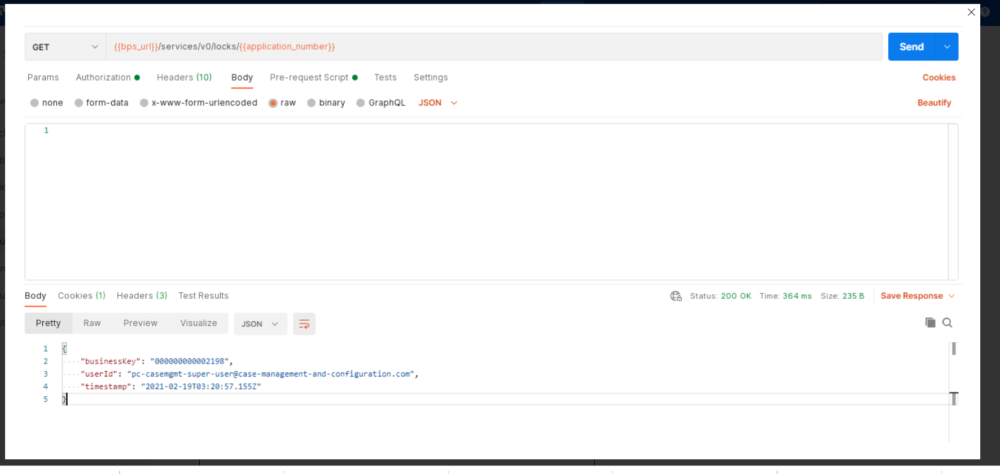 GET {{bps_url}}/services/v0/locks/{{application_number}} Send
Params Authorization Headers (10) Body Pre-request Script Tests Settings Cookies
none form-data x-www-form-urlencoded raw binary GraphQL JSON Beautify
1
Body Cookies (1) Headers (3) Test Results Status: 200 OK Time: 364 ms Size: 235 B Save Response
Pretty Raw Preview Visualize JSON
1 {
2 "businessKey": "000000000002198",
3 "userId": "pc-casemgmt-super-user@case-management-and-configuration.com",
4 "timestamp": "2021-02-19T03:20:57.155Z"
5 }